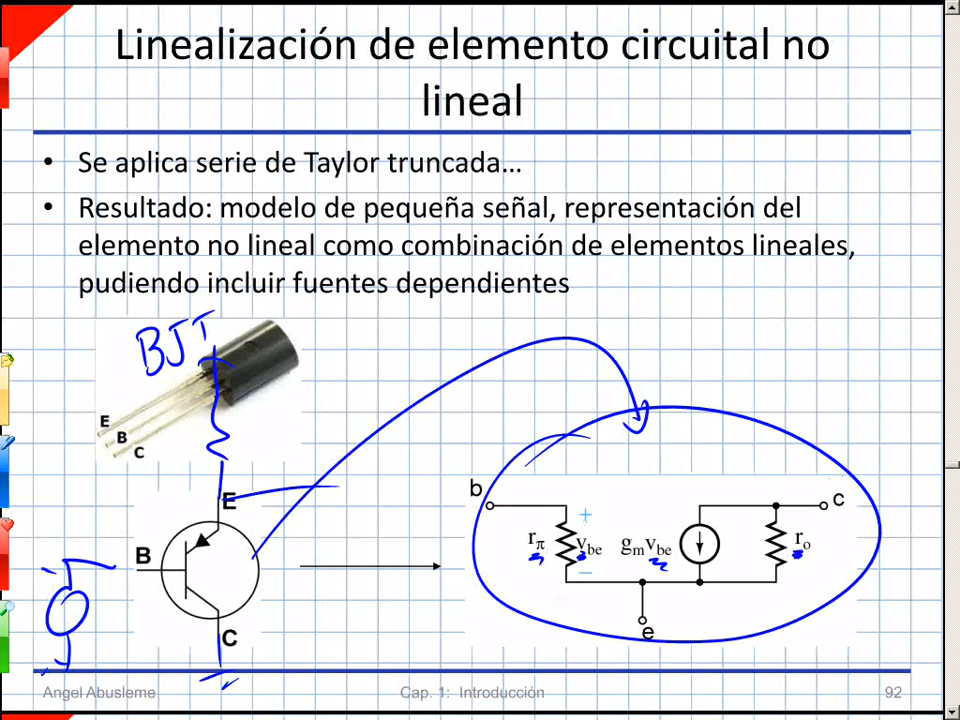 Linealización de elemento circuital no
lineal
• Se aplica serie de Taylor truncada…
• Resultado: modelo de pequeña señal, representación del
elemento no lineal como combinación de elementos lineales,
pudiendo incluir fuentes dependientes
BJT
E
B
C
E
B
C
b
c
+
rπ
vbe
gmvbe
ro
–
e
Angel Abusleme
Cap. 1: Introducción
92